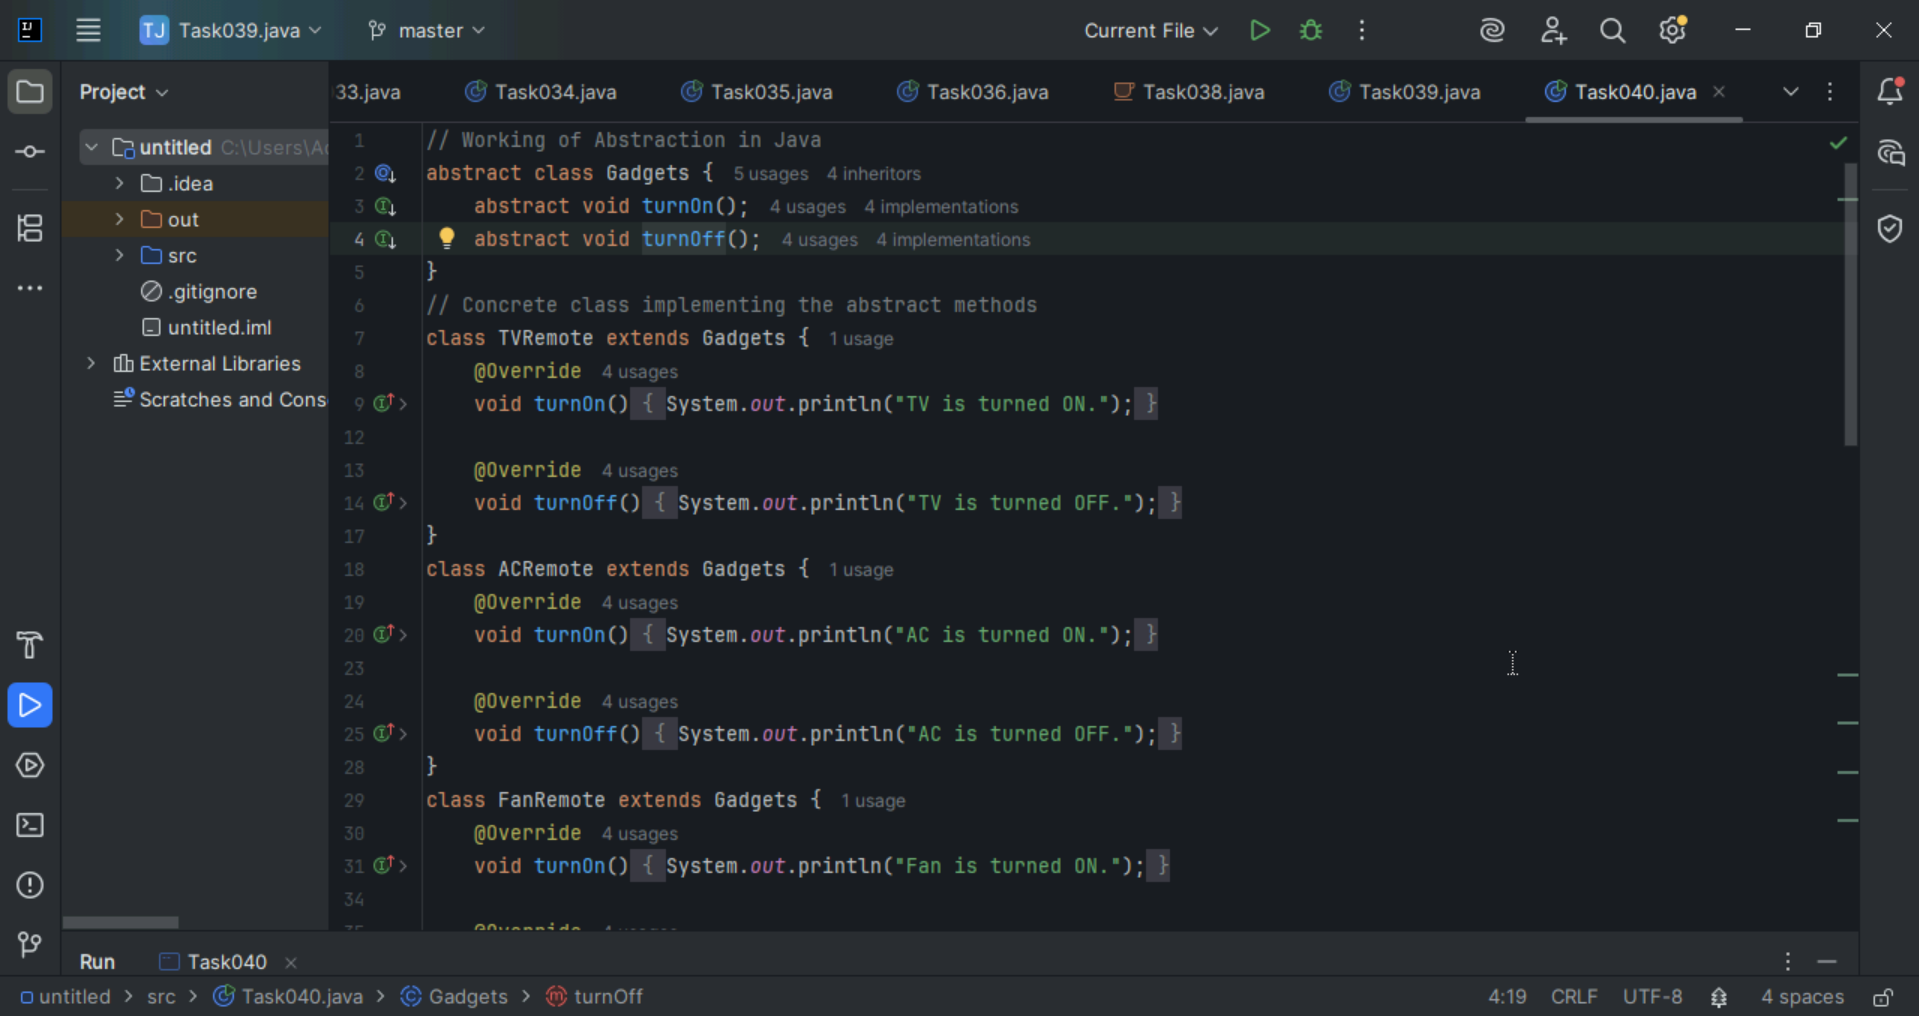 TJ Task039.java master Current File
Project
33.java Task034.java Task035.java Task036.java Task038.java Task039.java Task040.java
untitled C:\Users\Ac
.idea
out
src
.gitignore
untitled.iml
External Libraries
Scratches and Cons
1 // Working of Abstraction in Java
2 abstract class Gadgets { 5 usages 4 inheritors
3 abstract void turnOn(); 4 usages 4 implementations
4 abstract void turnOff(); 4 usages 4 implementations
5 }
6 // Concrete class implementing the abstract methods
7 class TVRemote extends Gadgets { 1 usage
8 @Override 4 usages
9 void turnOn() { System.out.println("TV is turned ON."); }
12
13 @Override 4 usages
14 void turnOff() { System.out.println("TV is turned OFF."); }
17 }
18 class ACRemote extends Gadgets { 1 usage
19 @Override 4 usages
20 void turnOn() { System.out.println("AC is turned ON."); }
23
24 @Override 4 usages
25 void turnOff() { System.out.println("AC is turned OFF."); }
28 }
29 class FanRemote extends Gadgets { 1 usage
30 @Override 4 usages
31 void turnOn() { System.out.println("Fan is turned ON."); }
34
Run Task040
untitled > src > Task040.java > Gadgets > turnOff 4:19 CRLF UTF-8 4 spaces